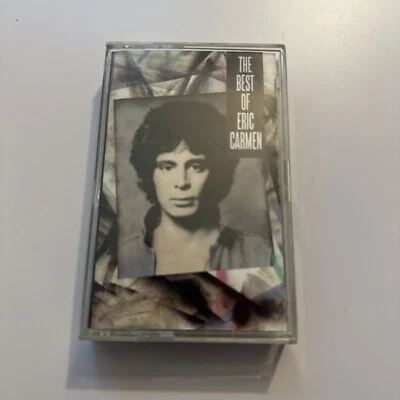 THE
BEST
OF
ERIC
CARMEN